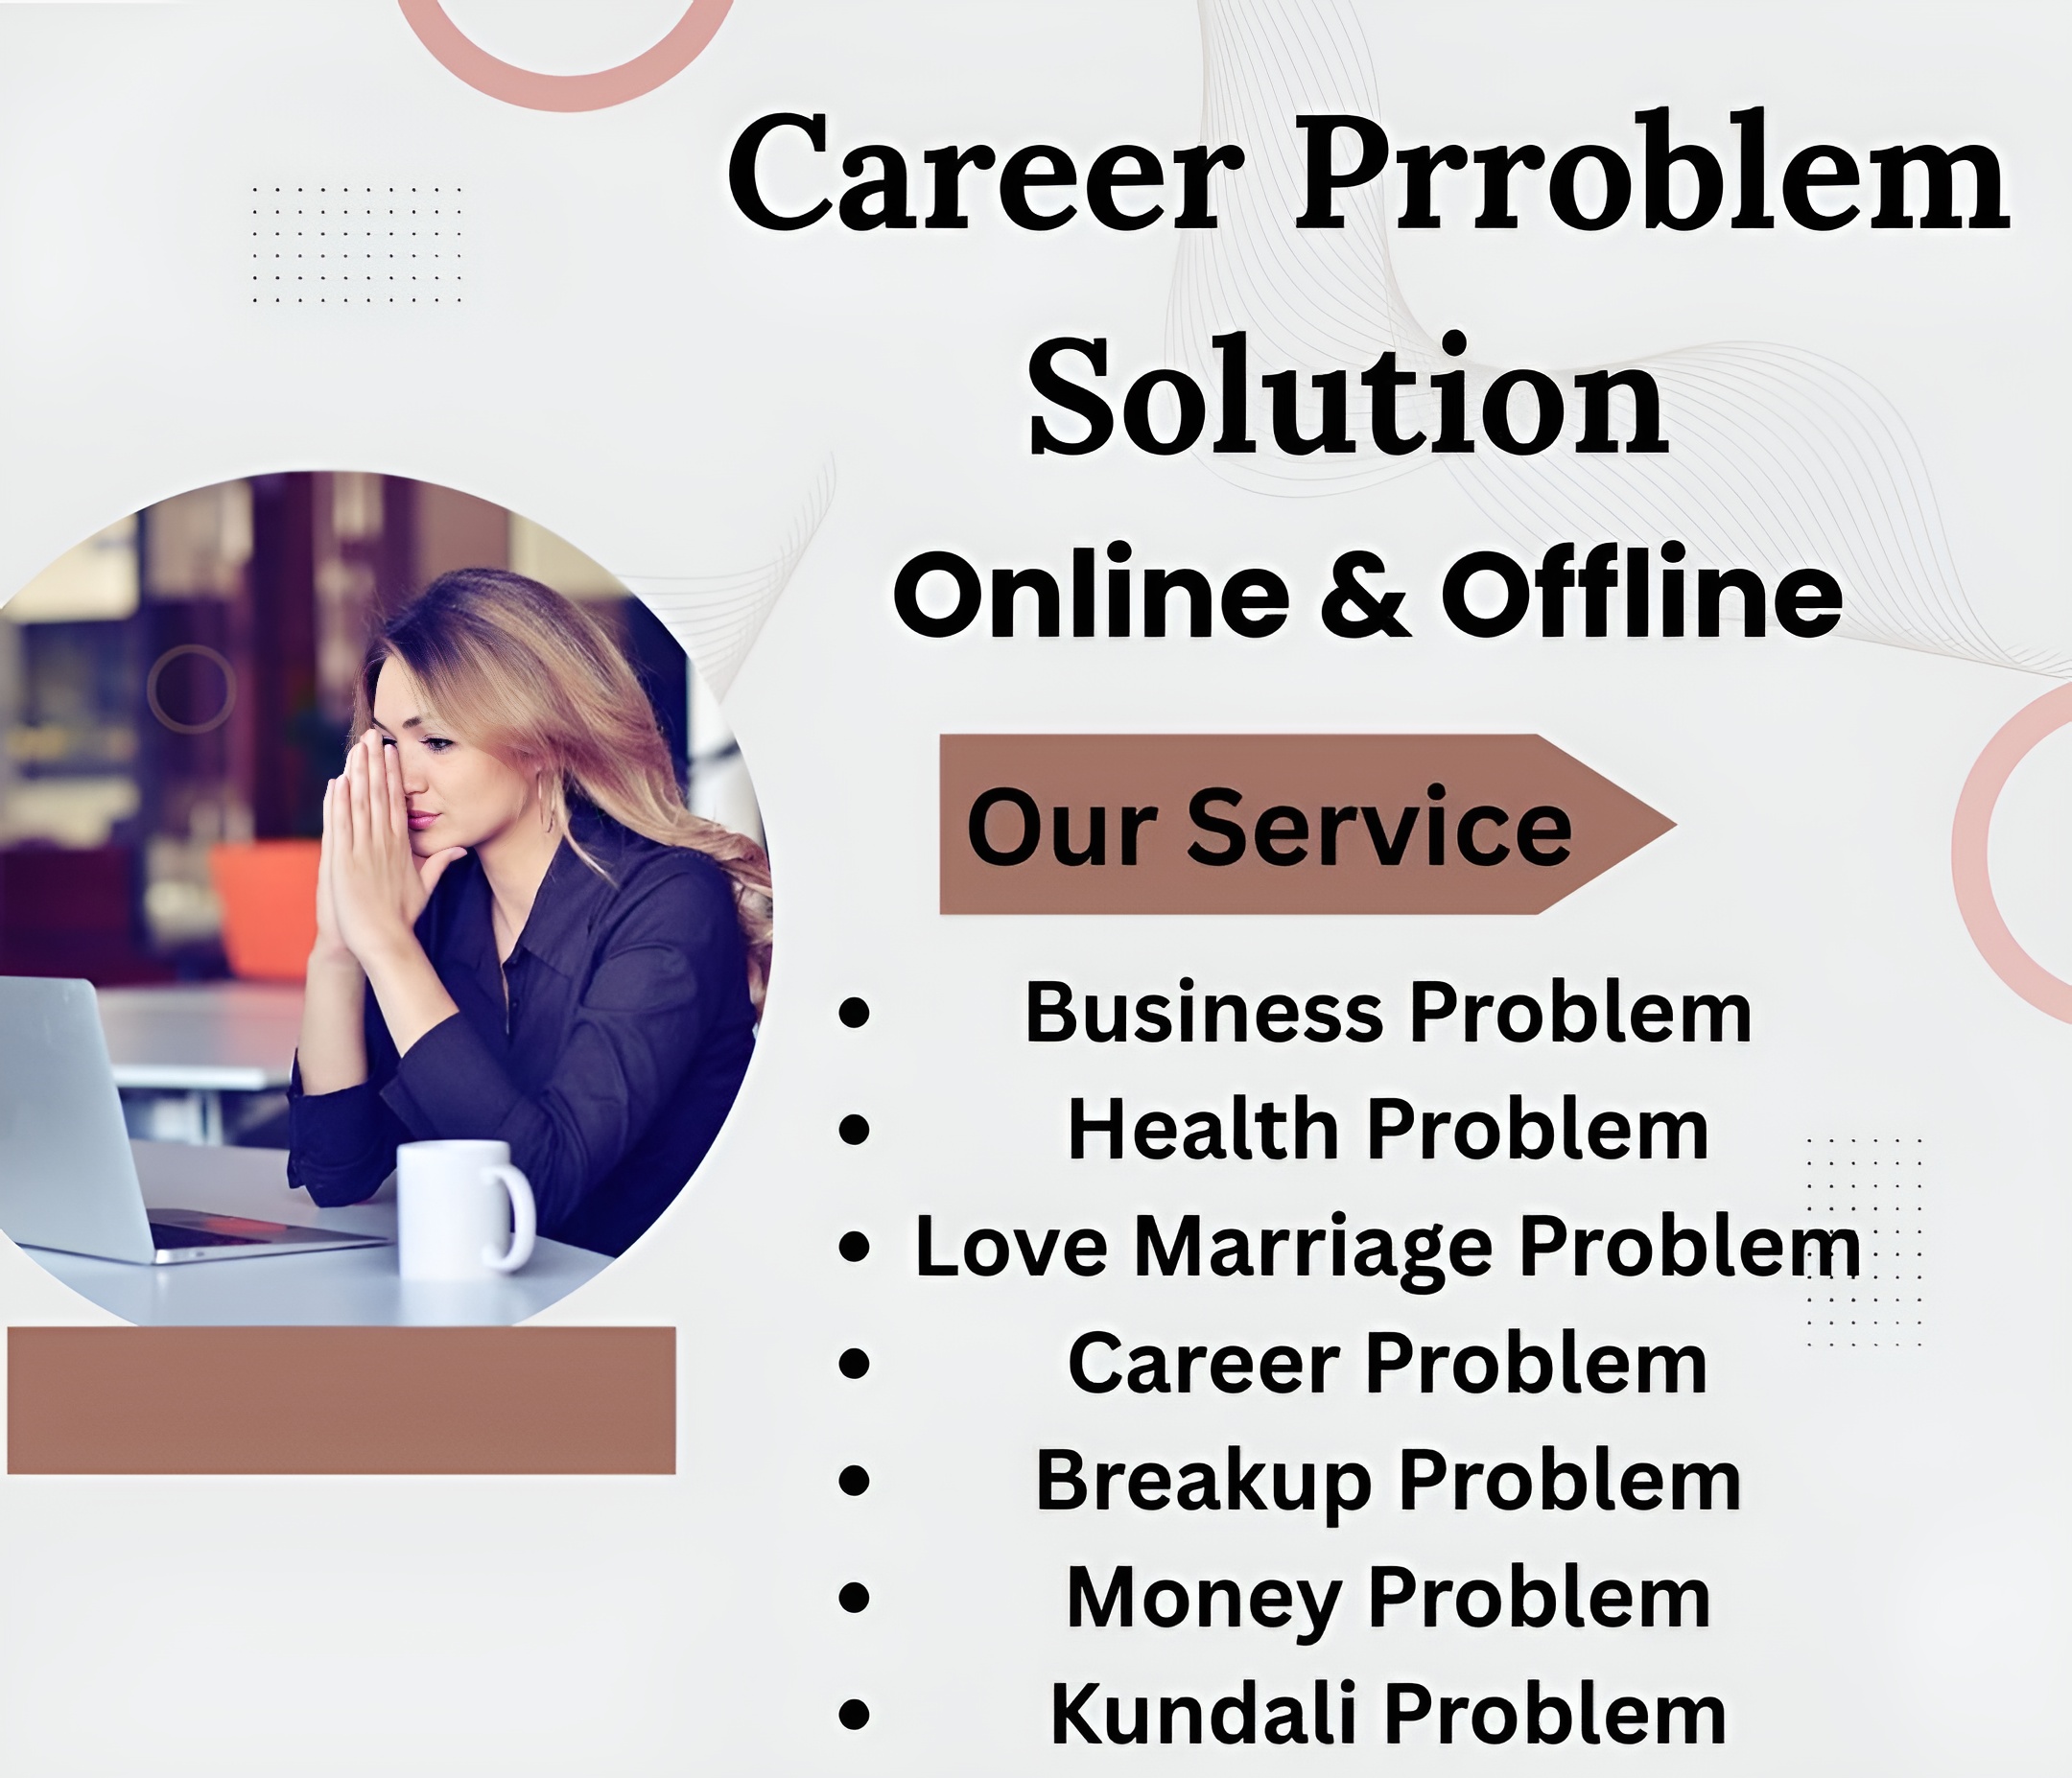 Career Prroblem
Solution
Online & Offline
Our Service
• Business Problem
• Health Problem
• Love Marriage Problem
• Career Problem
• Breakup Problem
• Money Problem
• Kundali Problem